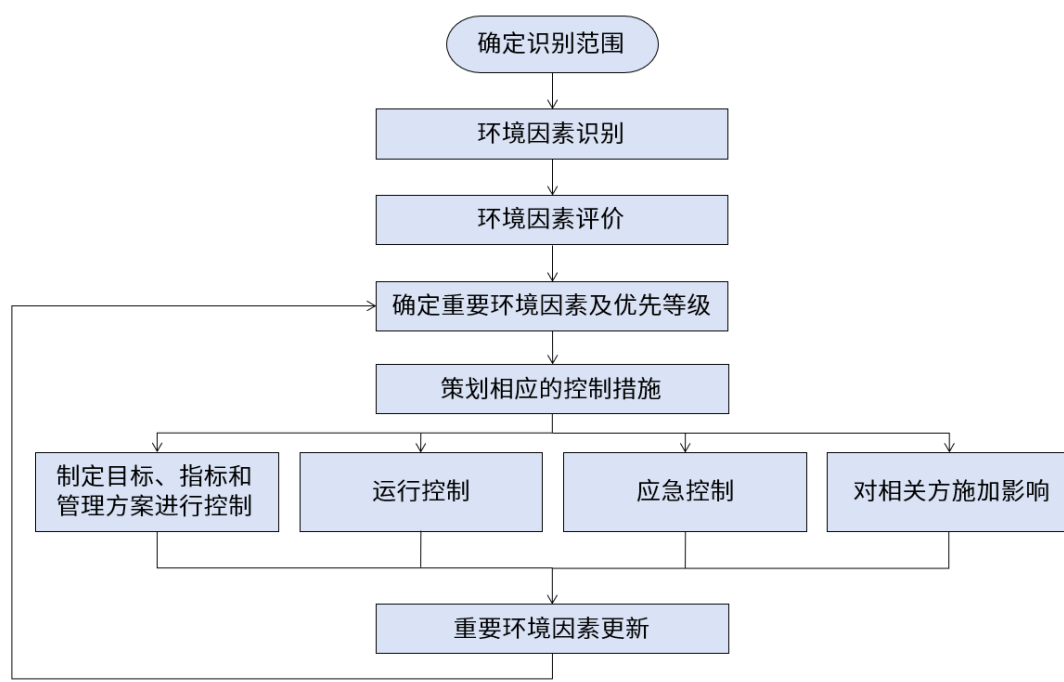 确定识别范围
环境因素识别
环境因素评价
确定重要环境因素及优先等级
策划相应的控制措施
制定目标、指标和
管理方案进行控制
运行控制
应急控制
对相关方施加影响
重要环境因素更新